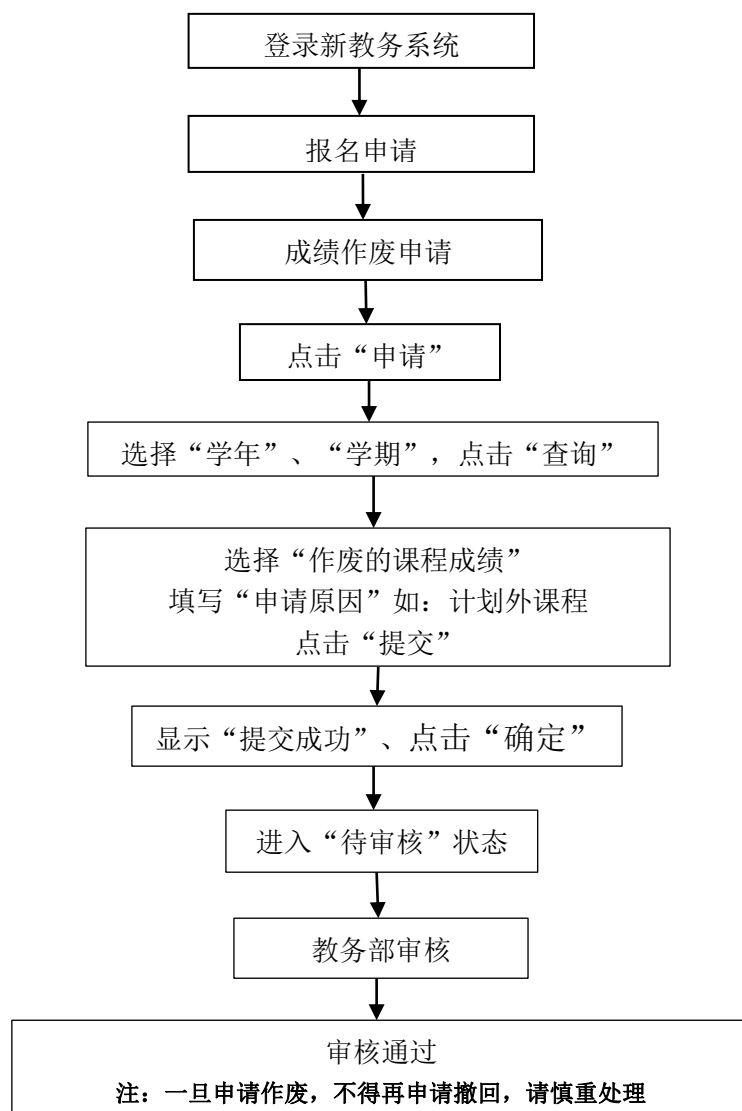 登录新教务系统
报名申请
成绩作废申请
点击“申请”
选择“学年”、“学期”，点击“查询”
选择“作废的课程成绩”
填写“申请原因”如：计划外课程
点击“提交”
显示“提交成功”、点击“确定”
进入“待审核”状态
教务部审核
审核通过
注：一旦申请作废，不得再申请撤回，请慎重处理